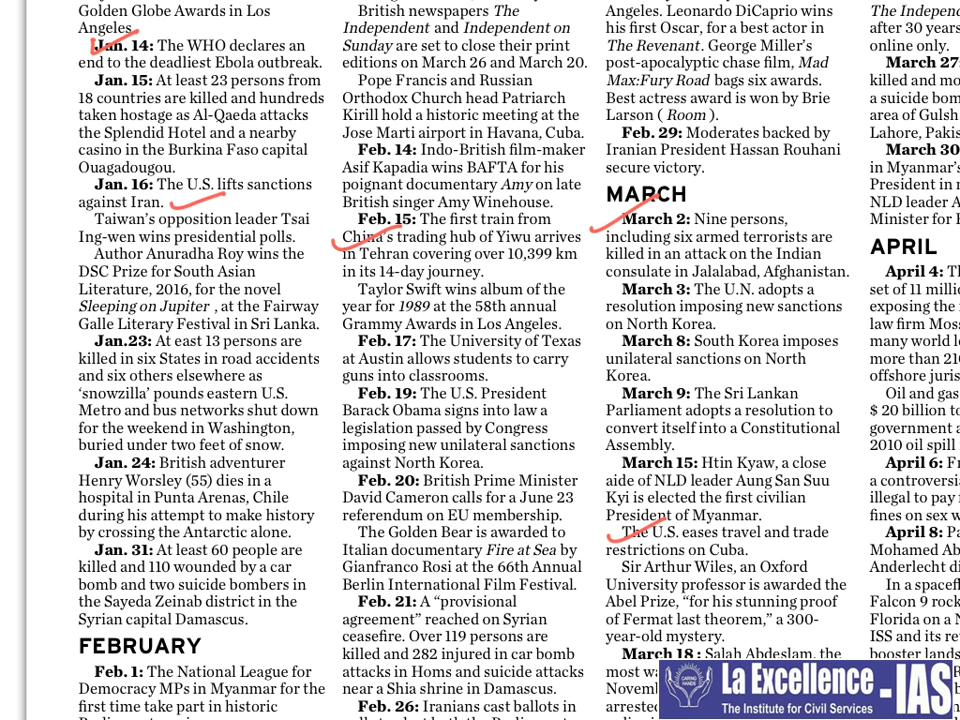 Golden Globe Awards in Los
Angeles.
Jan. 14: The WHO declares an
end to the deadliest Ebola outbreak.
Jan. 15: At least 23 persons from
18 countries are killed and hundreds
taken hostage as Al-Qaeda attacks
the Splendid Hotel and a nearby
casino in the Burkina Faso capital
Ouagadougou.
Jan. 16: The U.S. lifts sanctions
against Iran.
Taiwan's opposition leader Tsai
Ing-wen wins presidential polls.
Author Anuradha Roy wins the
DSC Prize for South Asian
Literature, 2016, for the novel
Sleeping on Jupiter , at the Fairway
Galle Literary Festival in Sri Lanka.
Jan.23: At east 13 persons are
killed in six States in road accidents
and six others elsewhere as
‘snowzilla’ pounds eastern U.S.
Metro and bus networks shut down
for the weekend in Washington,
buried under two feet of snow.
Jan. 24: British adventurer
Henry Worsley (55) dies in a
hospital in Punta Arenas, Chile
during his attempt to make history
by crossing the Antarctic alone.
Jan. 31: At least 60 people are
killed and 110 wounded by a car
bomb and two suicide bombers in
the Sayeda Zeinab district in the
Syrian capital Damascus.
FEBRUARY
Feb. 1: The National League for
Democracy MPs in Myanmar for the
first time take part in historic
British newspapers The
Independent and Independent on
Sunday are set to close their print
editions on March 26 and March 20.
Pope Francis and Russian
Orthodox Church head Patriarch
Kirill hold a historic meeting at the
Jose Marti airport in Havana, Cuba.
Feb. 14: Indo-British film-maker
Asif Kapadia wins BAFTA for his
poignant documentary Amy on late
British singer Amy Winehouse.
Feb. 15: The first train from
China's trading hub of Yiwu arrives
in Tehran covering over 10,399 km
in its 14-day journey.
Taylor Swift wins album of the
year for 1989 at the 58th annual
Grammy Awards in Los Angeles.
Feb. 17: The University of Texas
at Austin allows students to carry
guns into classrooms.
Feb. 19: The U.S. President
Barack Obama signs into law a
legislation passed by Congress
imposing new unilateral sanctions
against North Korea.
Feb. 20: British Prime Minister
David Cameron calls for a June 23
referendum on EU membership.
The Golden Bear is awarded to
Italian documentary Fire at Sea by
Gianfranco Rosi at the 66th Annual
Berlin International Film Festival.
Feb. 21: A “provisional
agreement” reached on Syrian
ceasefire. Over 119 persons are
killed and 282 injured in car bomb
attacks in Homs and suicide attacks
near a Shia shrine in Damascus.
Feb. 26: Iranians cast ballots in
Angeles. Leonardo DiCaprio wins
his first Oscar, for a best actor in
The Revenant. George Miller's
post-apocalyptic chase film, Mad
Max:Fury Road bags six awards.
Best actress award is won by Brie
Larson ( Room ).
Feb. 29: Moderates backed by
Iranian President Hassan Rouhani
secure victory.
MARCH
March 2: Nine persons,
including six armed terrorists are
killed in an attack on the Indian
consulate in Jalalabad, Afghanistan.
March 3: The U.N. adopts a
resolution imposing new sanctions
on North Korea.
March 8: South Korea imposes
unilateral sanctions on North
Korea.
March 9: The Sri Lankan
Parliament adopts a resolution to
convert itself into a Constitutional
Assembly.
March 15: Htin Kyaw, a close
aide of NLD leader Aung San Suu
Kyi is elected the first civilian
President of Myanmar.
The U.S. eases travel and trade
restrictions on Cuba.
Sir Arthur Wiles, an Oxford
University professor is awarded the
Abel Prize, “for his stunning proof
of Fermat last theorem,” a 300-
year-old mystery.
March 18 : Salah Abdeslam, the
most
arrested
The
after 30 years
online only.
March 27:
killed and
a suicide
area of
Lahore,
March 30
in Myanmar's
President in
NLD leader
Minister for
APRIL
April 4:
set of 11
exposing the
law firm
many world
more than
offshore
Oil and gas
$ 20 billion to
government
2010 oil spill
April 6:
a
illegal to pay
fines on sex
April 8:
Mohamed
Anderlecht
In a
Falcon 9
Florida on a
ISS and its
booster lands
CARING HANDS
La Excellence -IAS
The Institute for Civil Services